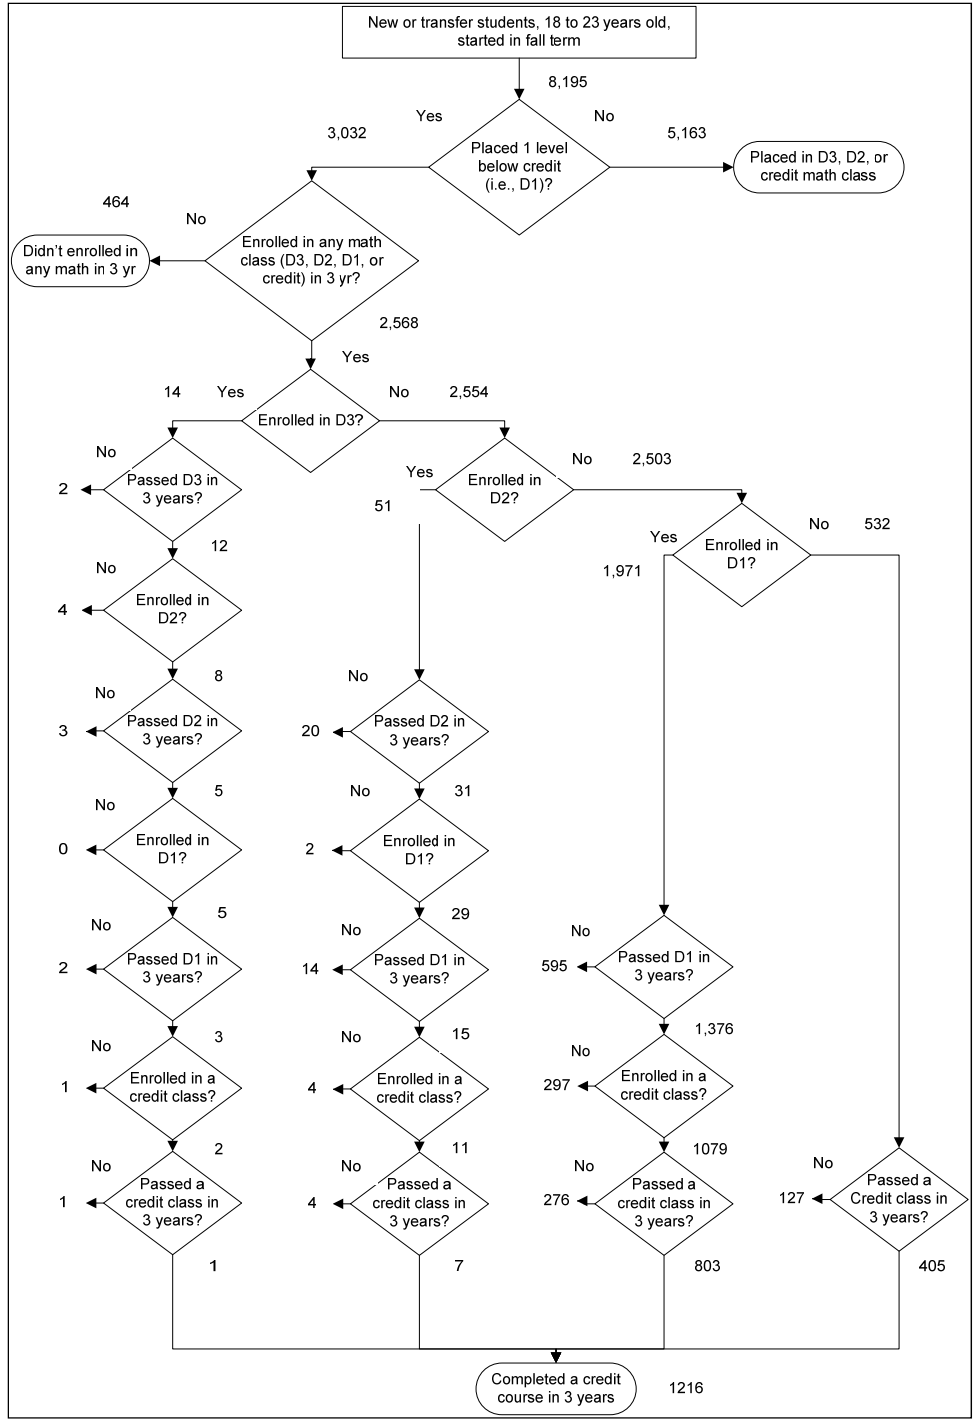 New or transfer students, 18 to 23 years old,
started in fall term
8,195
Yes
No
3,032
5,163
Placed 1 level
below credit
(i.e., D1)?
Placed in D3, D2, or
credit math class
464
No
Didn't enrolled in
any math in 3 yr
Enrolled in any math
class (D3, D2, D1, or
credit) in 3 yr?
2,568
Yes
14
Yes
No
2,554
Enrolled in D3?
No
2
Passed D3 in
3 years?
Yes
51
Enrolled in
D2?
No
2,503
12
Yes
1,971
Enrolled in
D1?
No
532
No
4
Enrolled in
D2?
8
No
3
Passed D2 in
3 years?
No
20
Passed D2 in
3 years?
5
31
No
0
Enrolled in
D1?
No
2
Enrolled in
D1?
5
29
No
2
Passed D1 in
3 years?
No
14
Passed D1 in
3 years?
No
595
Passed D1 in
3 years?
3
15
1,376
No
1
Enrolled in a
credit class?
No
4
Enrolled in a
credit class?
No
297
Enrolled in a
credit class?
2
11
1079
No
1
Passed a
credit class in
3 years?
No
4
Passed a
credit class in
3 years?
No
276
Passed a
credit class in
3 years?
No
127
Passed a
Credit class in
3 years?
1
7
803
405
Completed a credit
course in 3 years
1216